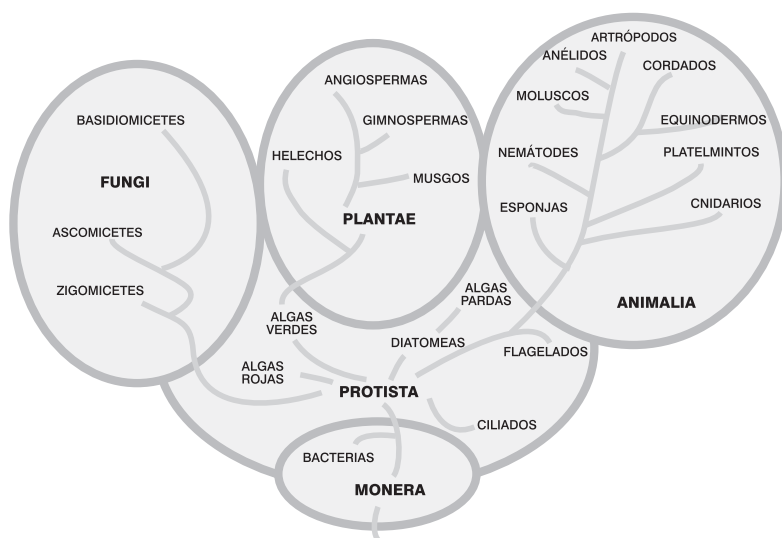 BASIDIOMICETES
FUNGI
ASCOMICETES
ZIGOMICETES
ANGIOSPERMAS
GIMNOSPERMAS
HELECHOS
MUSGOS
PLANTAE
ARTRÓPODOS
ANÉLIDOS
CORDADOS
MOLUSCOS
EQUINODERMOS
NEMÁTODES
PLATELMINTOS
ESPONJAS
CNIDARIOS
ANIMALIA
ALGAS
PARDAS
ALGAS
VERDES
DIATOMEAS
FLAGELADOS
ALGAS
ROJAS
PROTISTA
CILIADOS
BACTERIAS
MONERA